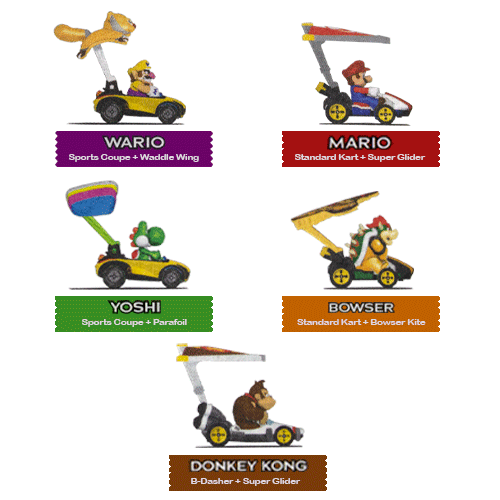 WARIO
Sports Coupe + Waddle Wing
MARIO
Standard Kart + Super Glider
YOSHI
Sports Coupe + Parafoil
BOWSER
Standard Kart + Bowser Kite
DONKEY KONG
B-Dasher + Super Glider